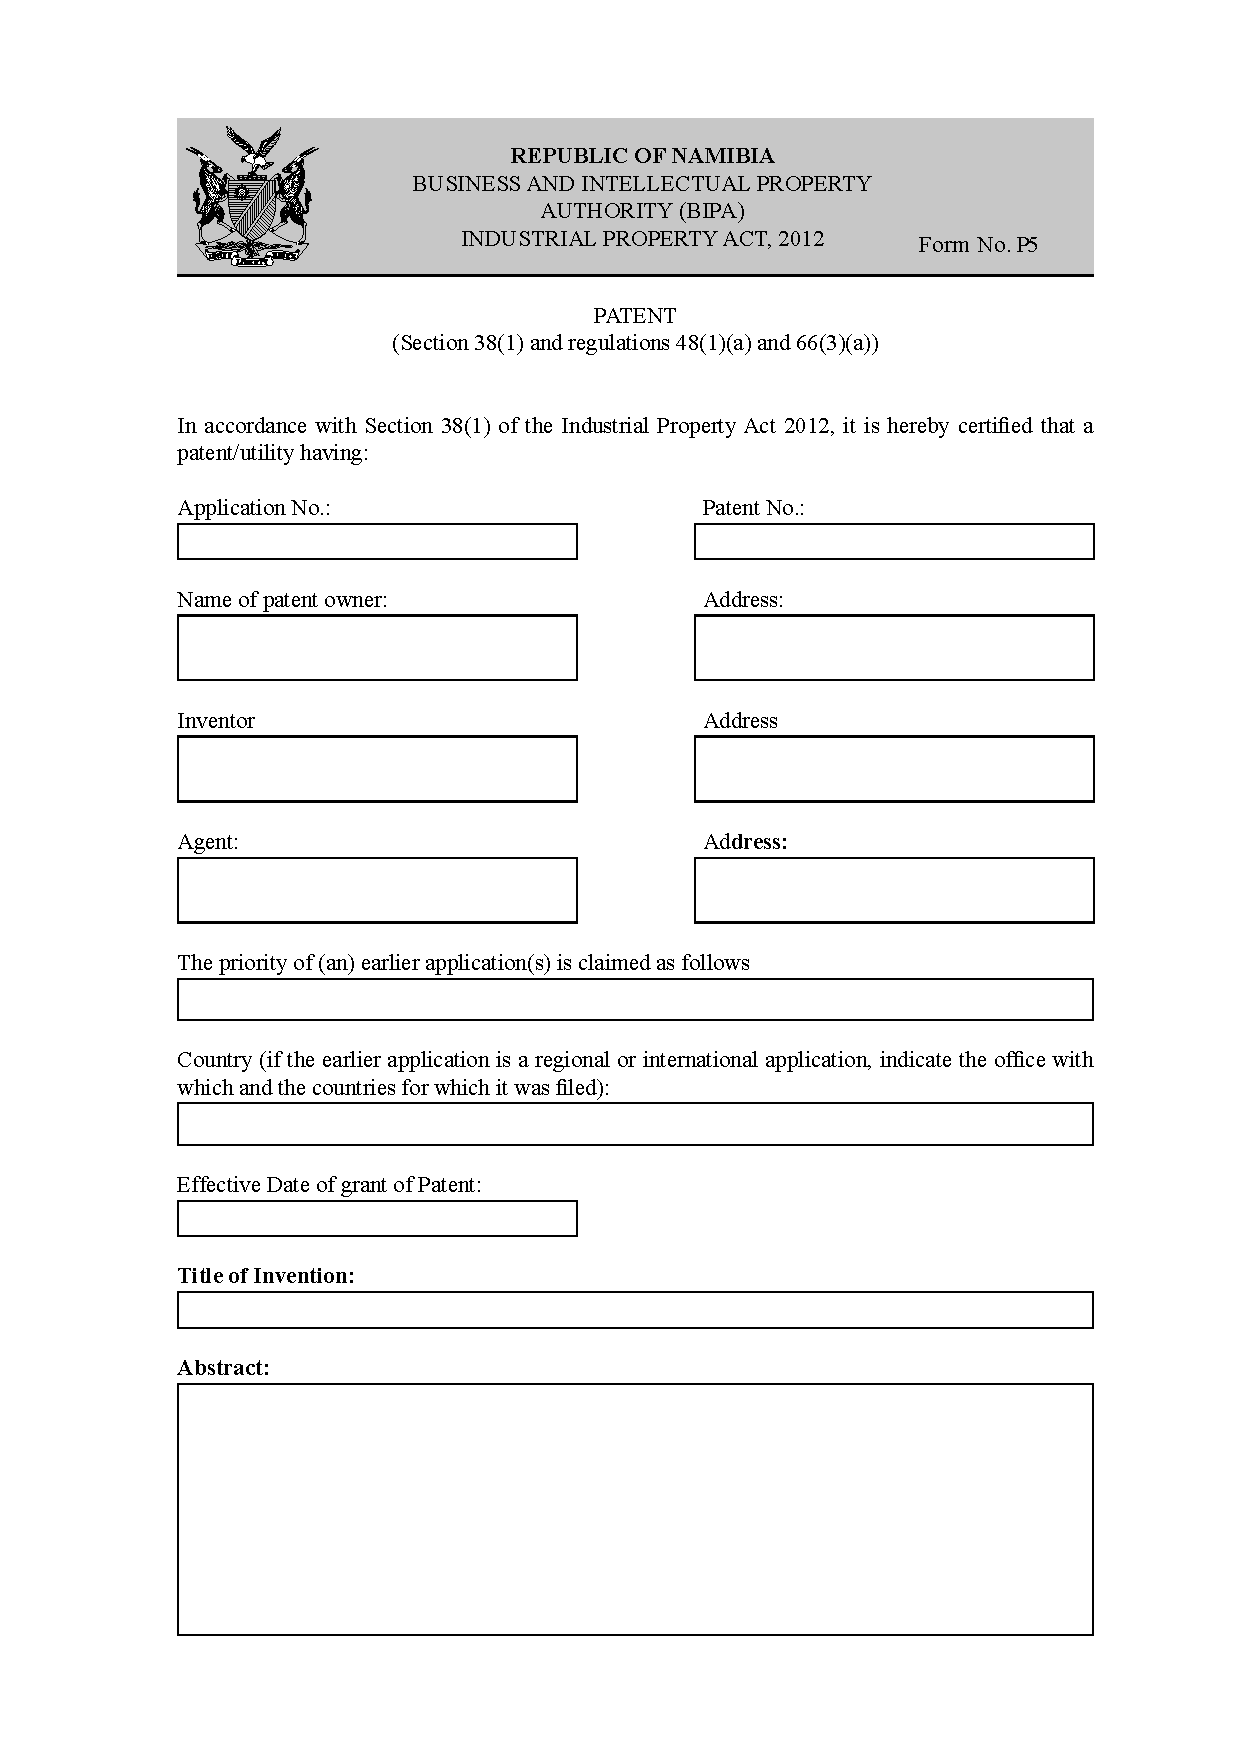 REPUBLIC OF NAMIBIA
BUSINESS AND INTELLECTUAL PROPERTY
AUTHORITY (BIPA)
INDUSTRIAL PROPERTY ACT, 2012
Form No. P5
PATENT
(Section 38(1) and regulations 48(1)(a) and 66(3)(a))
In accordance with Section 38(1) of the Industrial Property Act 2012, it is hereby certified that a
patent/utility having:
Application No.:
Patent No.:
Name of patent owner:
Address:
Inventor
Address
Agent:
Address:
The priority of (an) earlier application(s) is claimed as follows
Country (if the earlier application is a regional or international application, indicate the office with
which and the countries for which it was filed):
Effective Date of grant of Patent:
Title of Invention:
Abstract: